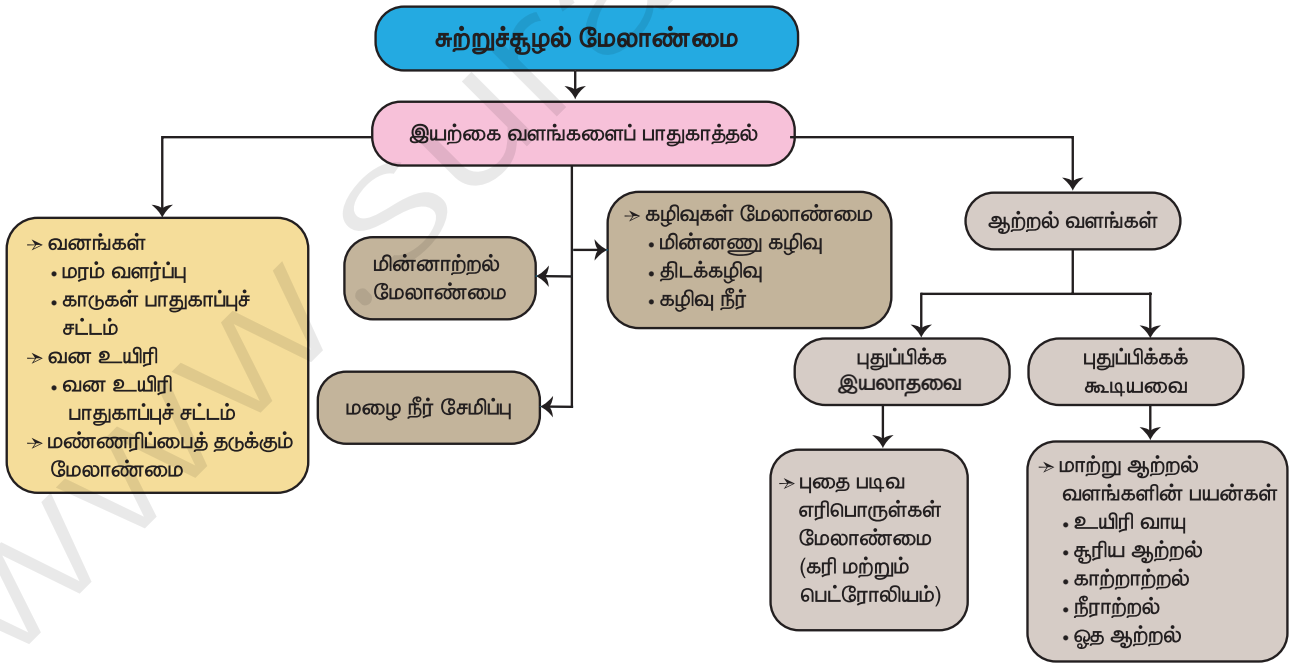 சுற்றுச்சூழல் மேலாண்மை
இயற்கை வளங்களைப் பாதுகாத்தல்
→ வனங்கள்
• மரம் வளர்ப்பு
• காடுகள் பாதுகாப்புச்
சட்டம்
→ வன உயிரி
• வன உயிரி
பாதுகாப்புச் சட்டம்
→ மண்ணரிப்பைத் தடுக்கும்
மேலாண்மை
மின்னாற்றல்
மேலாண்மை
மழை நீர் சேமிப்பு
→ கழிவுகள் மேலாண்மை
• மின்னணு கழிவு
• திடக்கழிவு
• கழிவு நீர்
ஆற்றல் வளங்கள்
புதுப்பிக்க
இயலாதவை
→ புதை படிவ
எரிபொருள்கள்
மேலாண்மை
(கரி மற்றும்
பெட்ரோலியம்)
புதுப்பிக்கக்
கூடியவை
→ மாற்று ஆற்றல்
வளங்களின் பயன்கள்
• உயிரி வாயு
• சூரிய ஆற்றல்
• காற்றாற்றல்
• நீராற்றல்
• ஓத ஆற்றல்
www.sura